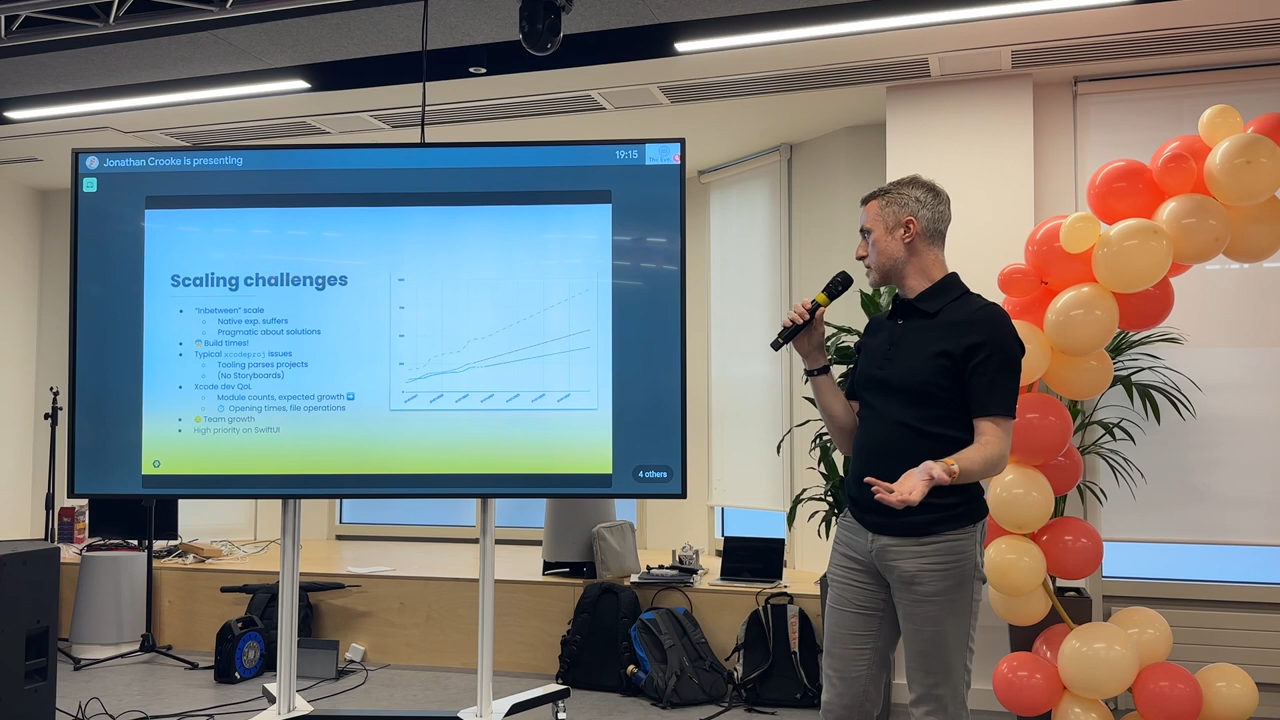 Jonathan Crooke is presenting
19:15
Scaling challenges
"Inbetween" scale
Native exp. suffers
Pragmatic about solutions
Build times!
Typical xcodeproj issues
Tooling parses projects
(No Storyboards)
Xcode dev QoL
Module counts, expected growth
Opening times, file operations
Team growth
High priority on SwiftUI
4 others